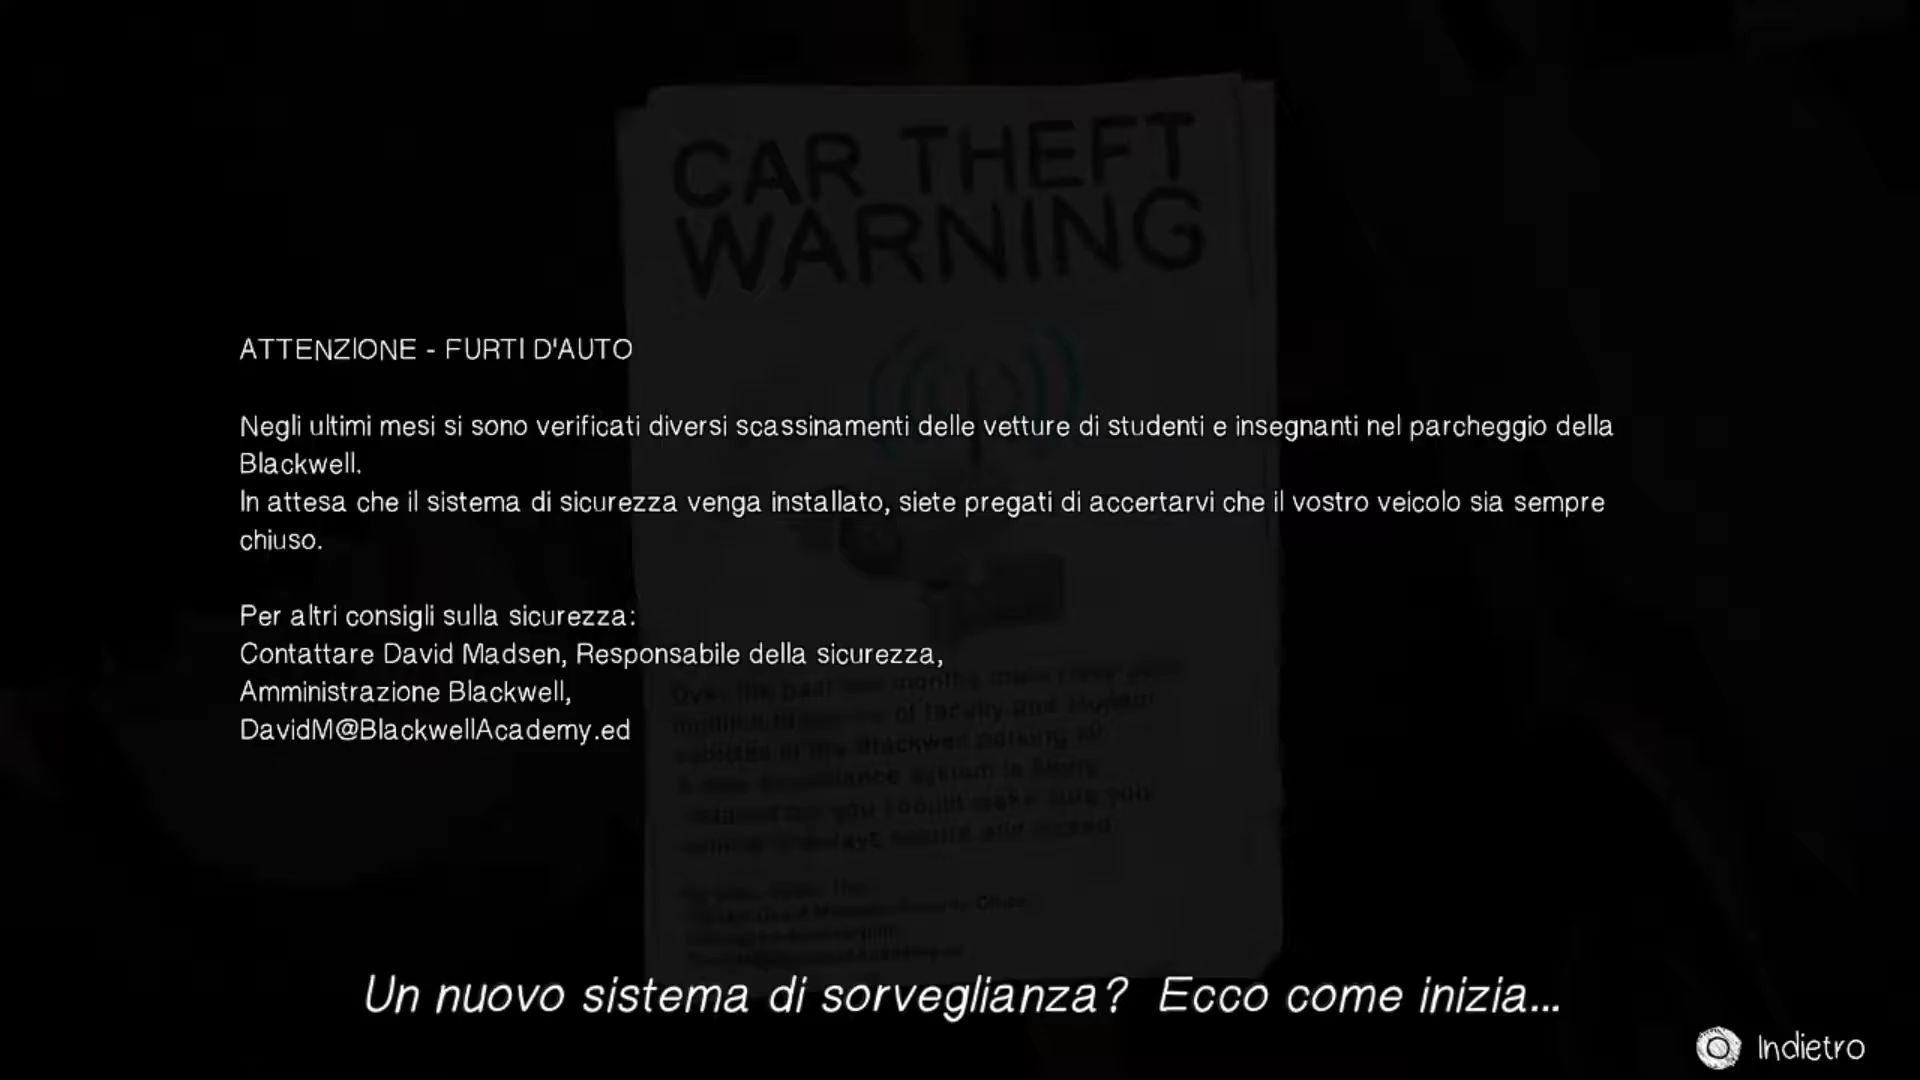 CAR THEFT
WARNING
ATTENZIONE - FURTI D'AUTO
Negli ultimi mesi si sono verificati diversi scassinamenti delle vetture di studenti e insegnanti nel parcheggio della
Blackwell.
In attesa che il sistema di sicurezza venga installato, siete pregati di accertarvi che il vostro veicolo sia sempre
chiuso.
Per altri consigli sulla sicurezza:
Contattare David Madsen, Responsabile della sicurezza,
Amministrazione Blackwell,
DavidM@BlackwellAcademy.ed
Un nuovo sistema di sorveglianza? Ecco come inizia...
Indietro